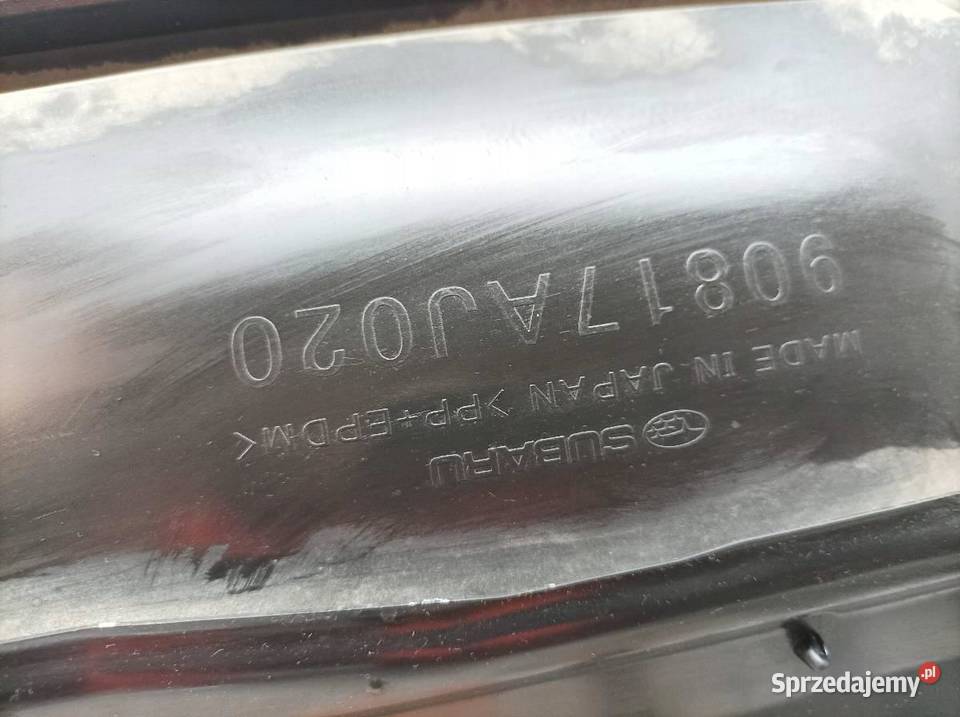 SUBARU
MADE IN JAPAN >PP+EPDM<
90817AJ020
Sprzedajemy.pl